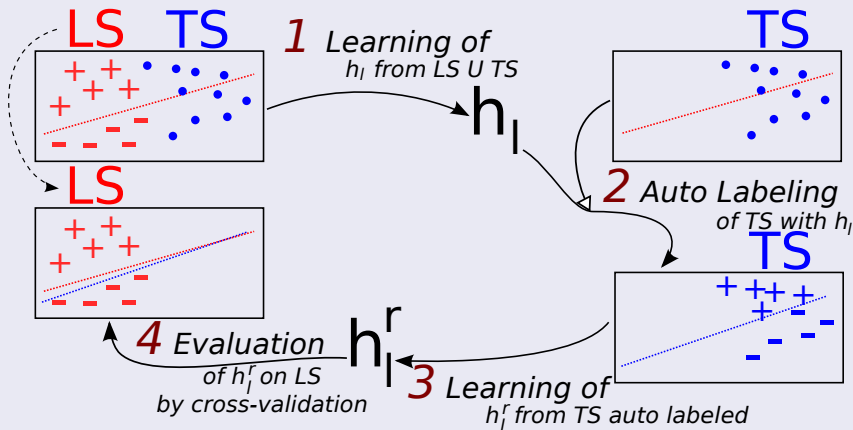 LS TS
1 Learning of
h_l from LS U TS
TS
h_l
LS
2 Auto Labeling
of TS with h_l
TS
h_l^r
4 Evaluation
of h_l^r on LS
by cross-validation
3 Learning of
h_l^r from TS auto labeled